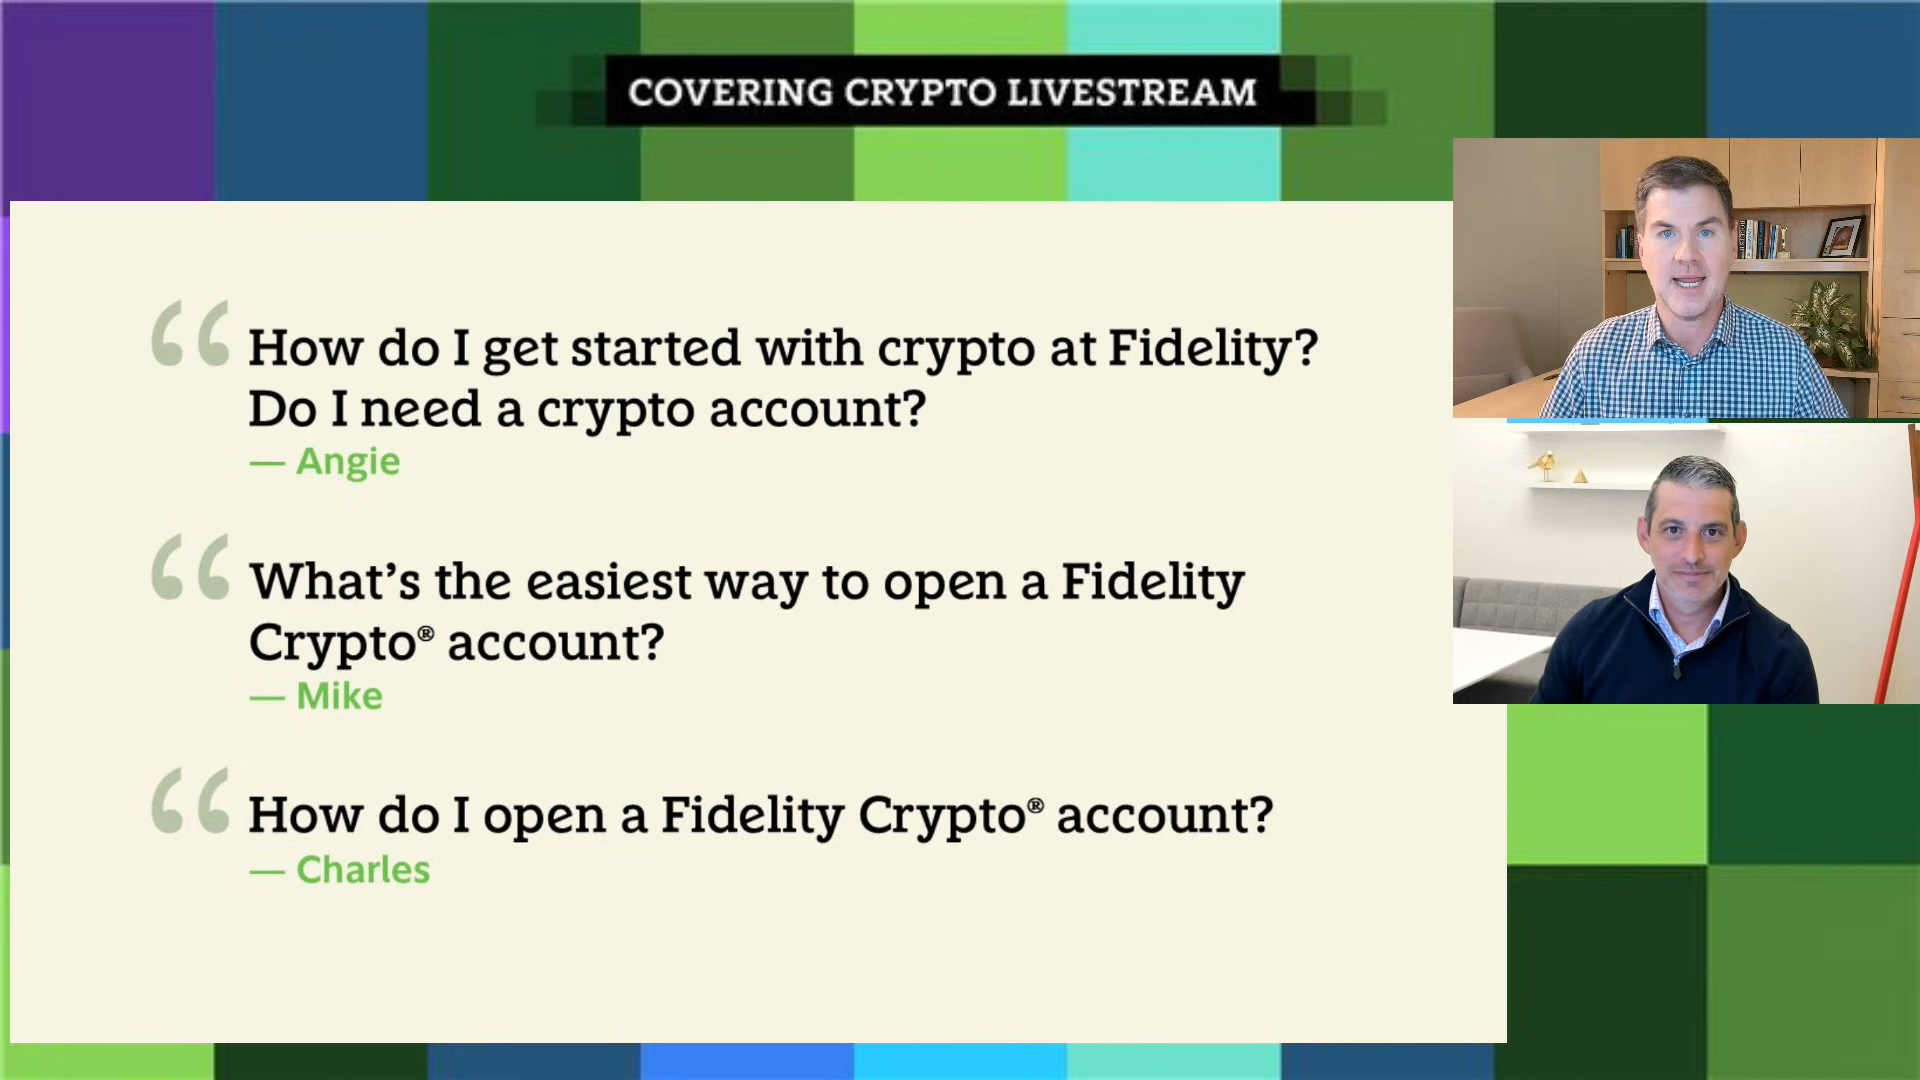 COVERING CRYPTO LIVESTREAM
“How do I get started with crypto at Fidelity?
Do I need a crypto account?
— Angie
“What’s the easiest way to open a Fidelity
Crypto® account?
— Mike
“How do I open a Fidelity Crypto® account?
— Charles